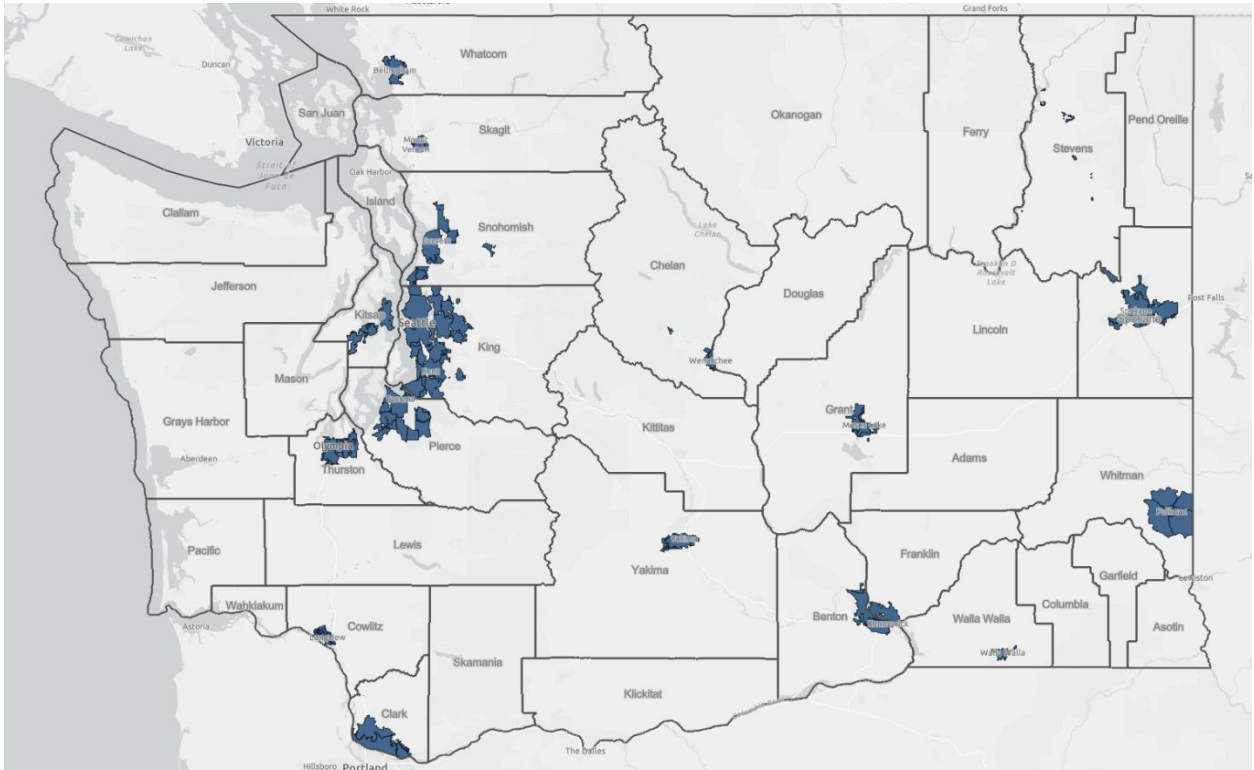 White Rock
Grand Forks
Cowichan
Lake
Duncan
Whatcom
Bellingham
San Juan
Okanogan
Pend Oreille
Skagit
Ferry
Victoria
Mount
Vernon
Stevens
Strait of
Juan de
Fuca
Oak Harbor
Island
Clallam
Snohomish
Everett
Lake
Chelan
Chelan
Franklin D
Roosevelt
Lake
Jefferson
Douglas
Post Falls
Kitsap
Seattle
Spokane
Lincoln
King
Wenatchee
Mason
Kent
Tacoma
Grays Harbor
Grant
Moses Lake
Kittitas
Olympia
Pierce
Aberdeen
Adams
Thurston
Whitman
Pullman
Pacific
Lewis
Yakima
Franklin
Yakima
Garfield
Lewiston
Wahkiakum
Columbia
Astoria
Cowlitz
Benton
Kennewick
Walla Walla
Asotin
Longview
Walla Walla
Skamania
Klickitat
Clark
The Dalles
Hillsboro
Portland